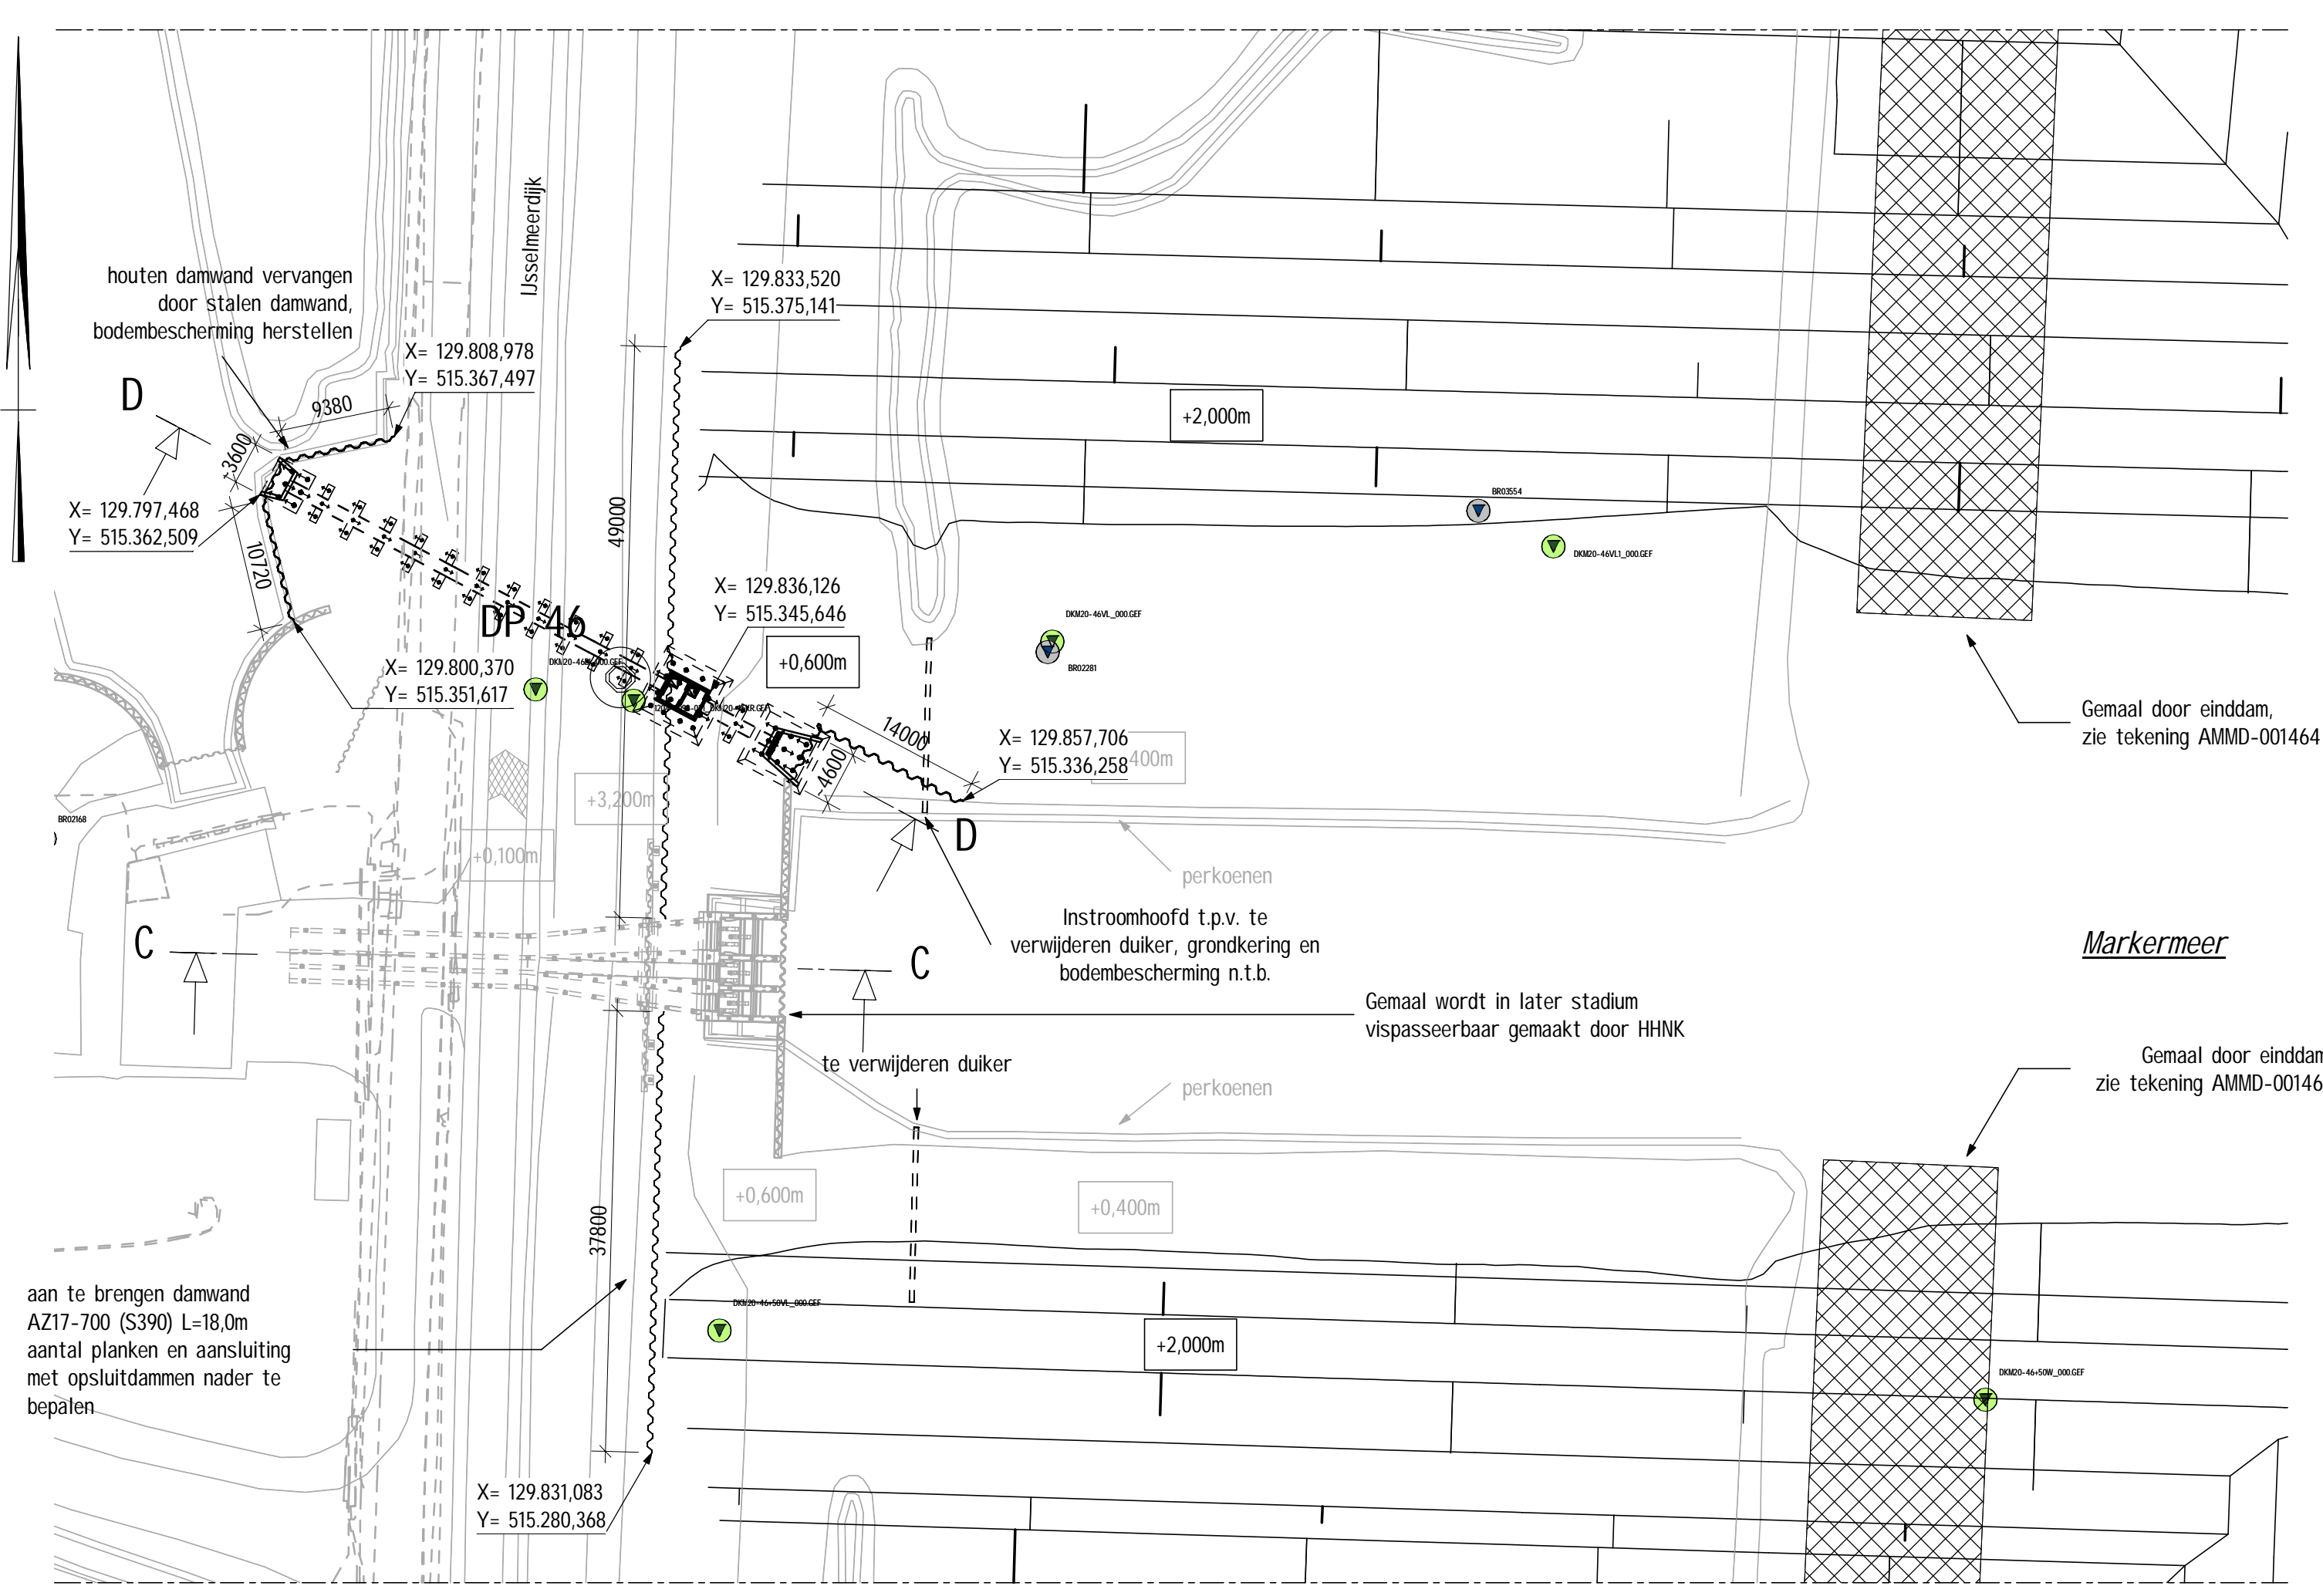 IJsselmeerdijk
houten damwand vervangen
door stalen damwand,
bodembescherming herstellen
X= 129.833,520
Y= 515.375,141
X= 129.808,978
Y= 515.367,497
D
9380
3600
+2,000m
X= 129.797,468
Y= 515.362,509
49000
10720
BR03554
DKM20-46VL1_000.GEF
DP 46
X= 129.836,126
Y= 515.345,646
DKM20-46VL_000.GEF
+0,600m
BR02281
X= 129.800,370
Y= 515.351,617
14000
4600
X= 129.857,706
Y= 515.336,258
400m
Gemaal door einddam,
zie tekening AMMD-001464
+3,200m
BR02168
D
+0,100m
perkoenen
Instroomhoofd t.p.v. te
verwijderen duiker, grondkering en
bodembescherming n.t.b.
Markermeer
C
C
Gemaal wordt in later stadium
vispasseerbaar gemaakt door HHNK
te verwijderen duiker
perkoenen
Gemaal door einddam
zie tekening AMMD-00146
+0,600m
+0,400m
37800
aan te brengen damwand
AZ17-700 (S390) L=18,0m
aantal planken en aansluiting
met opsluitdammen nader te
bepalen
DKM20-46+50VL_000.GEF
+2,000m
DKM20-46+50W_000.GEF
X= 129.831,083
Y= 515.280,368